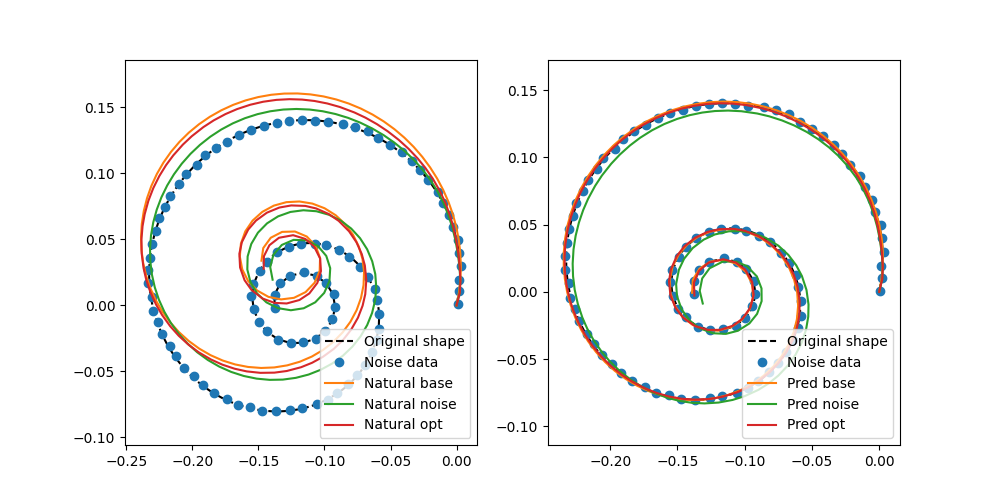 0.15
0.10
0.05
0.00
−0.05
−0.10
−0.25 −0.20 −0.15 −0.10 −0.05 0.00
Original shape
Noise data
Natural base
Natural noise
Natural opt
0.15
0.10
0.05
0.00
−0.05
−0.10
−0.20 −0.15 −0.10 −0.05 0.00
Original shape
Noise data
Pred base
Pred noise
Pred opt